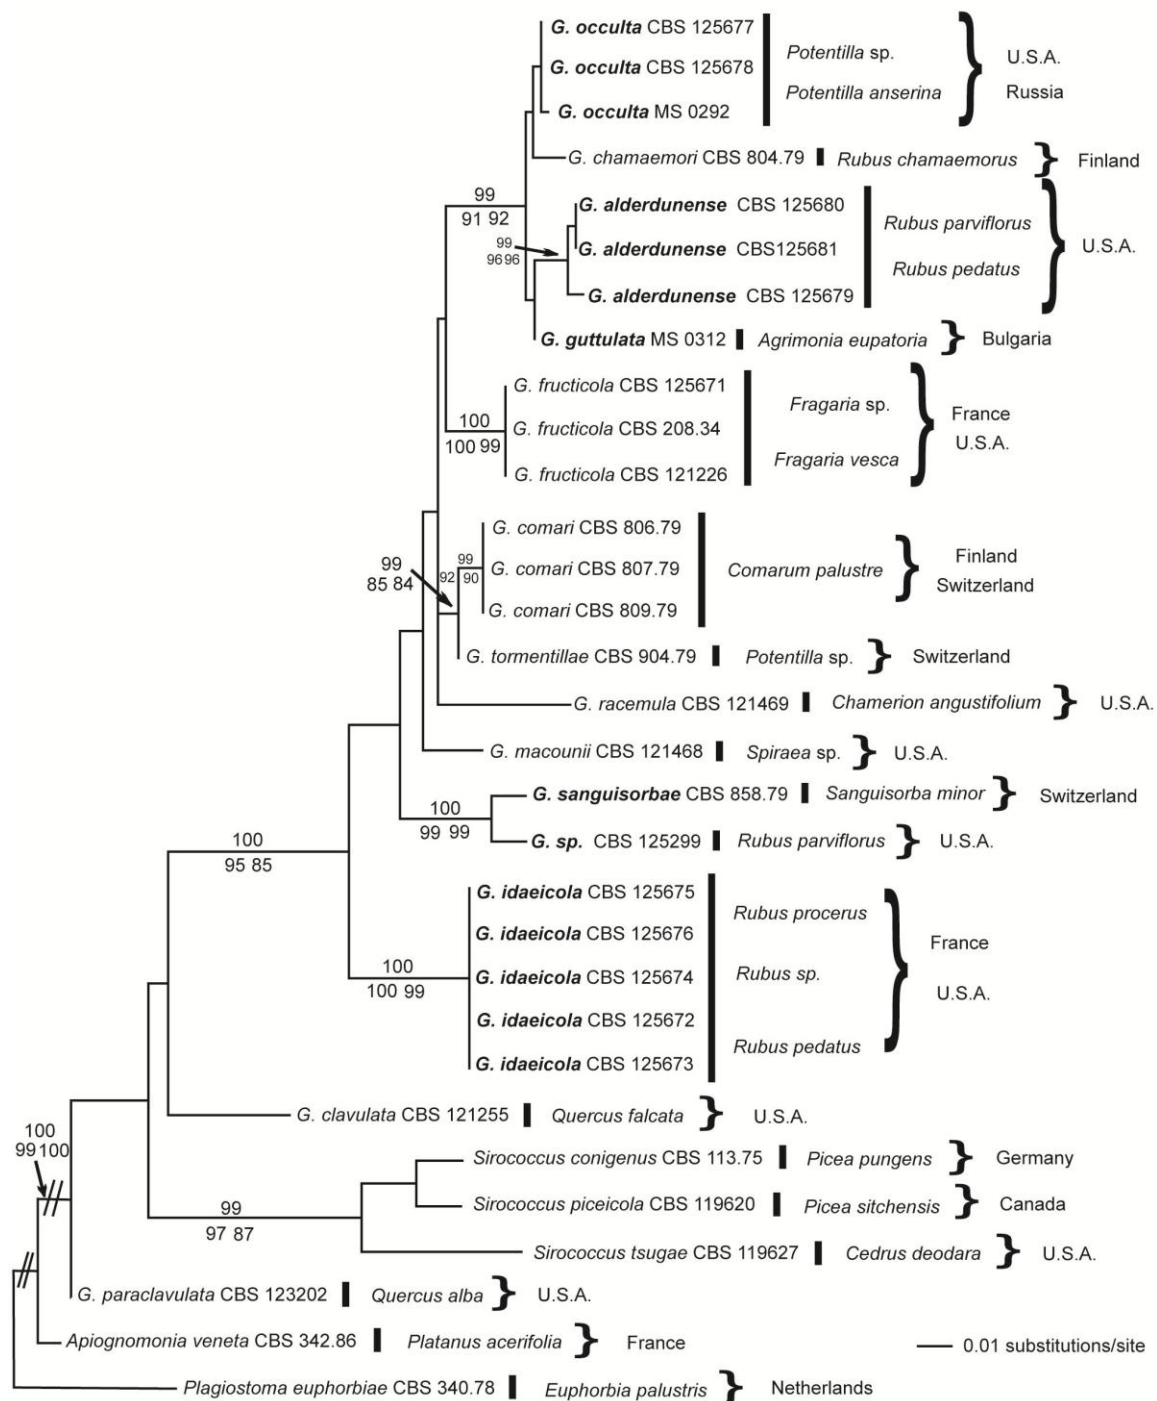 G. occulta CBS 125677
Potentilla sp.
U.S.A.
G. occulta CBS 125678
Potentilla anserina
Russia
G. occulta MS 0292
G. chamaemori CBS 804.79 Rubus chamaemorus } Finland
99
91 92
G. alderdunense CBS 125680
Rubus parviflorus
99
96 96
G. alderdunense CBS125681
U.S.A.
Rubus pedatus
G. alderdunense CBS 125679
G. guttulata MS 0312 Agrimonia eupatoria } Bulgaria
G. fructicola CBS 125671
Fragaria sp.
France
100
100 99
G. fructicola CBS 208.34
U.S.A.
Fragaria vesca
G. fructicola CBS 121226
G. comari CBS 806.79
99
85 84
99
92 90
G. comari CBS 807.79
Comarum palustre
Finland
Switzerland
G. comari CBS 809.79
G. tormentillae CBS 904.79 Potentilla sp. } Switzerland
G. racemula CBS 121469 Chamerion angustifolium } U.S.A.
G. macounii CBS 121468 Spiraea sp. } U.S.A.
G. sanguisorbae CBS 858.79 Sanguisorba minor } Switzerland
100
99 99
G. sp. CBS 125299 Rubus parviflorus } U.S.A.
100
95 85
G. idaeicola CBS 125675
Rubus procerus
G. idaeicola CBS 125676
France
100
100 99
G. idaeicola CBS 125674
Rubus sp.
U.S.A.
G. idaeicola CBS 125672
Rubus pedatus
G. idaeicola CBS 125673
G. clavulata CBS 121255 Quercus falcata } U.S.A.
100
99 100
Sirococcus conigenus CBS 113.75 Picea pungens } Germany
Sirococcus piceicola CBS 119620 Picea sitchensis } Canada
99
97 87
Sirococcus tsugae CBS 119627 Cedrus deodara } U.S.A.
G. paraclavulata CBS 123202 Quercus alba } U.S.A.
Apiognomonia veneta CBS 342.86 Platanus acerifolia } France
0.01 substitutions/site
Plagiostoma euphorbiae CBS 340.78 Euphorbia palustris } Netherlands